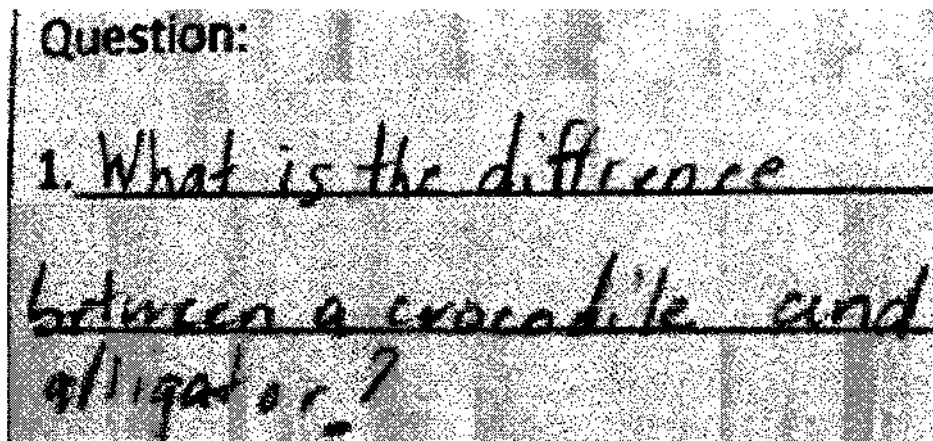 Question:
1. What is the diffrence
between a crocodile and
alligator?